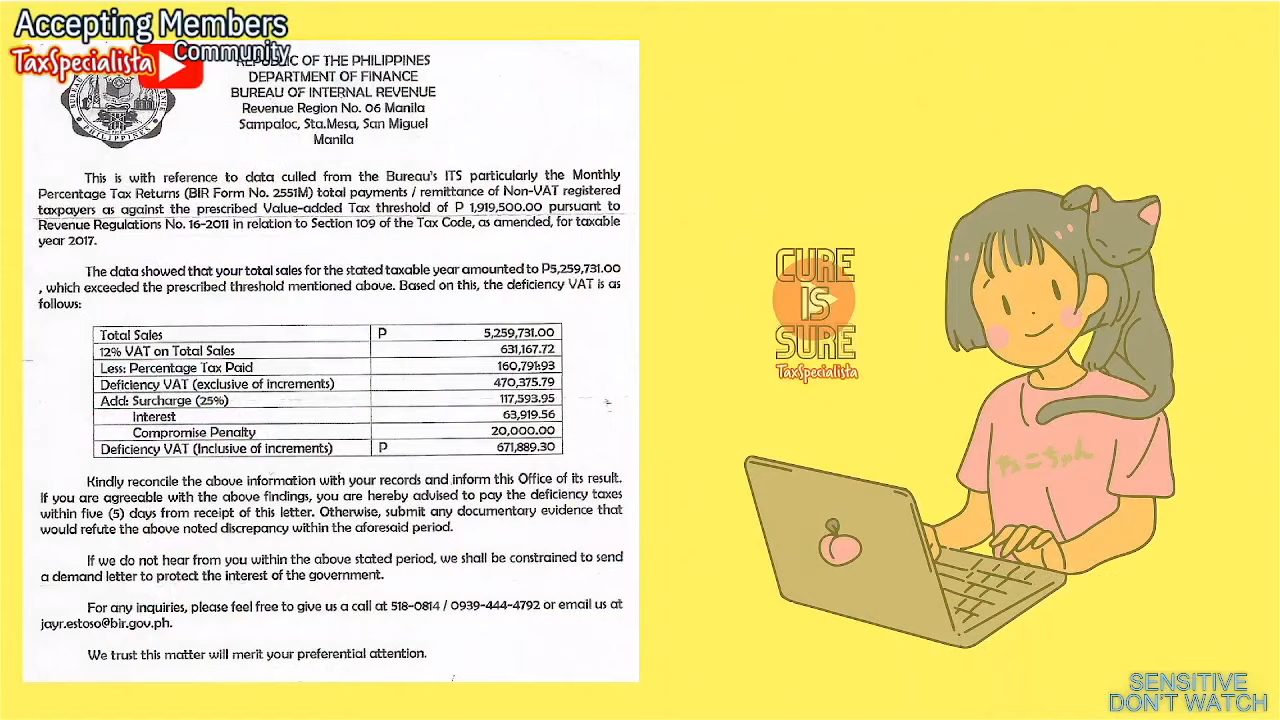 Accepting Members
Community
TaxSpecialista
REPUBLIC OF THE PHILIPPINES
DEPARTMENT OF FINANCE
BUREAU OF INTERNAL REVENUE
Revenue Region No. 06 Manila
Sampaloc, Sta.Mesa, San Miguel
Manila
This is with reference to data culled from the Bureau's ITS particularly the Monthly
Percentage Tax Returns (BIR Form No. 2551M) total payments / remittance of Non-VAT registered
taxpayers as against the prescribed Value-added Tax threshold of P 1,919,500.00 pursuant to
Revenue Regulations No. 16-2011 in relation to Section 109 of the Tax Code, as amended, for taxable
year 2017.
The data showed that your total sales for the stated taxable year amounted to P5,259,731.00
, which exceeded the prescribed threshold mentioned above. Based on this, the deficiency VAT is as
follows:
Total Sales P 5,259,731.00
12% VAT on Total Sales 631,167.72
Less: Percentage Tax Paid 160,791.93
Deficiency VAT (exclusive of increments) 470,375.79
Add: Surcharge (25%) 117,593.95
Interest 63,919.56
Compromise Penalty 20,000.00
Deficiency VAT (Inclusive of increments) P 671,889.30
Kindly reconcile the above information with your records and inform this Office of its result.
If you are agreeable with the above findings, you are hereby advised to pay the deficiency taxes
within five (5) days from receipt of this letter. Otherwise, submit any documentary evidence that
would refute the above noted discrepancy within the aforesaid period.
If we do not hear from you within the above stated period, we shall be constrained to send
a demand letter to protect the interest of the government.
For any inquiries, please feel free to give us a call at 518-0814 / 0939-444-4792 or email us at
jayr.estoso@bir.gov.ph.
We trust this matter will merit your preferential attention.
CURE
IS
SURE
TaxSpecialista
ねこちゃん
SENSITIVE
DON'T WATCH